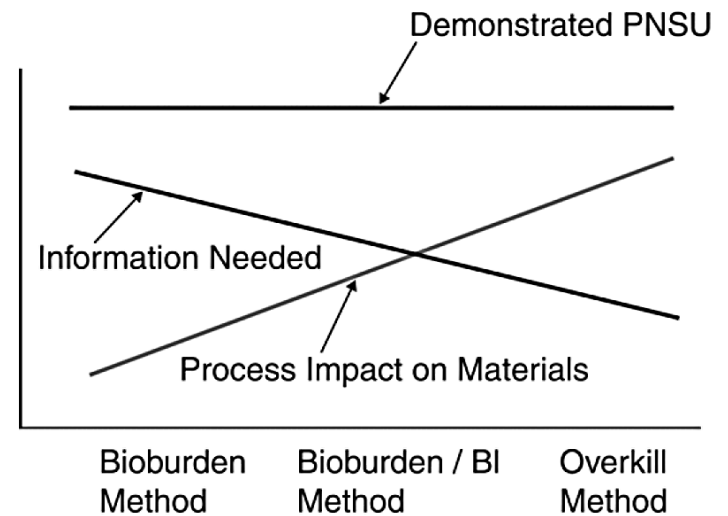 Demonstrated PNSU
Information Needed
Process Impact on Materials
Bioburden
Method
Bioburden / BI
Method
Overkill
Method